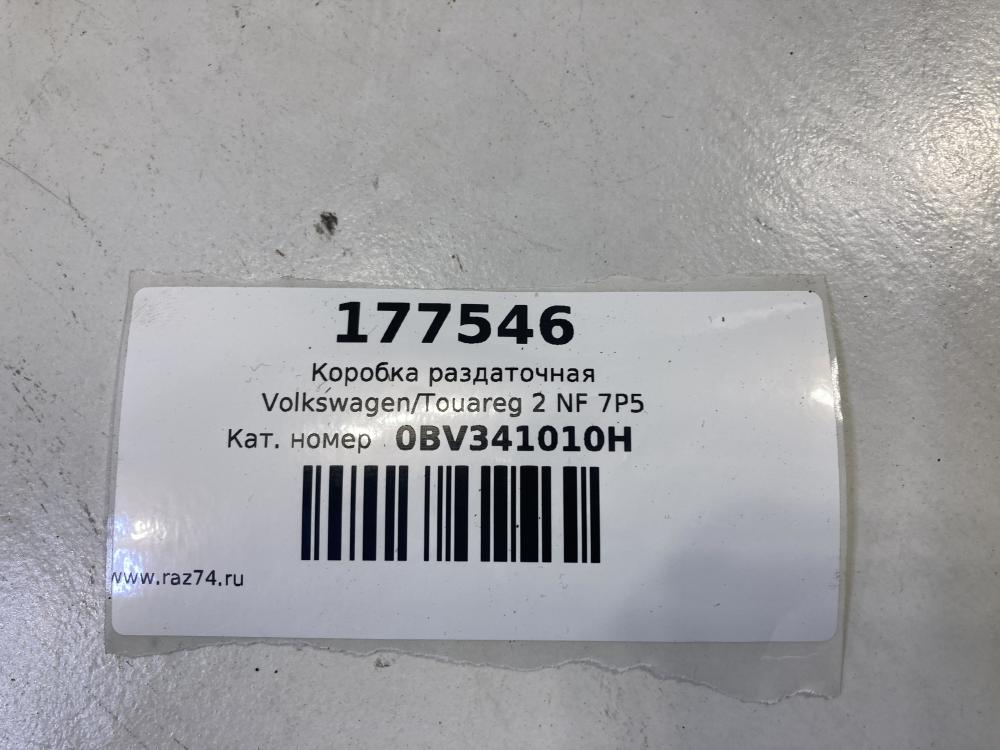 177546
Коробка раздаточная
Volkswagen/Touareg 2 NF 7P5
Кат. номер 0BV341010H
www.raz74.ru